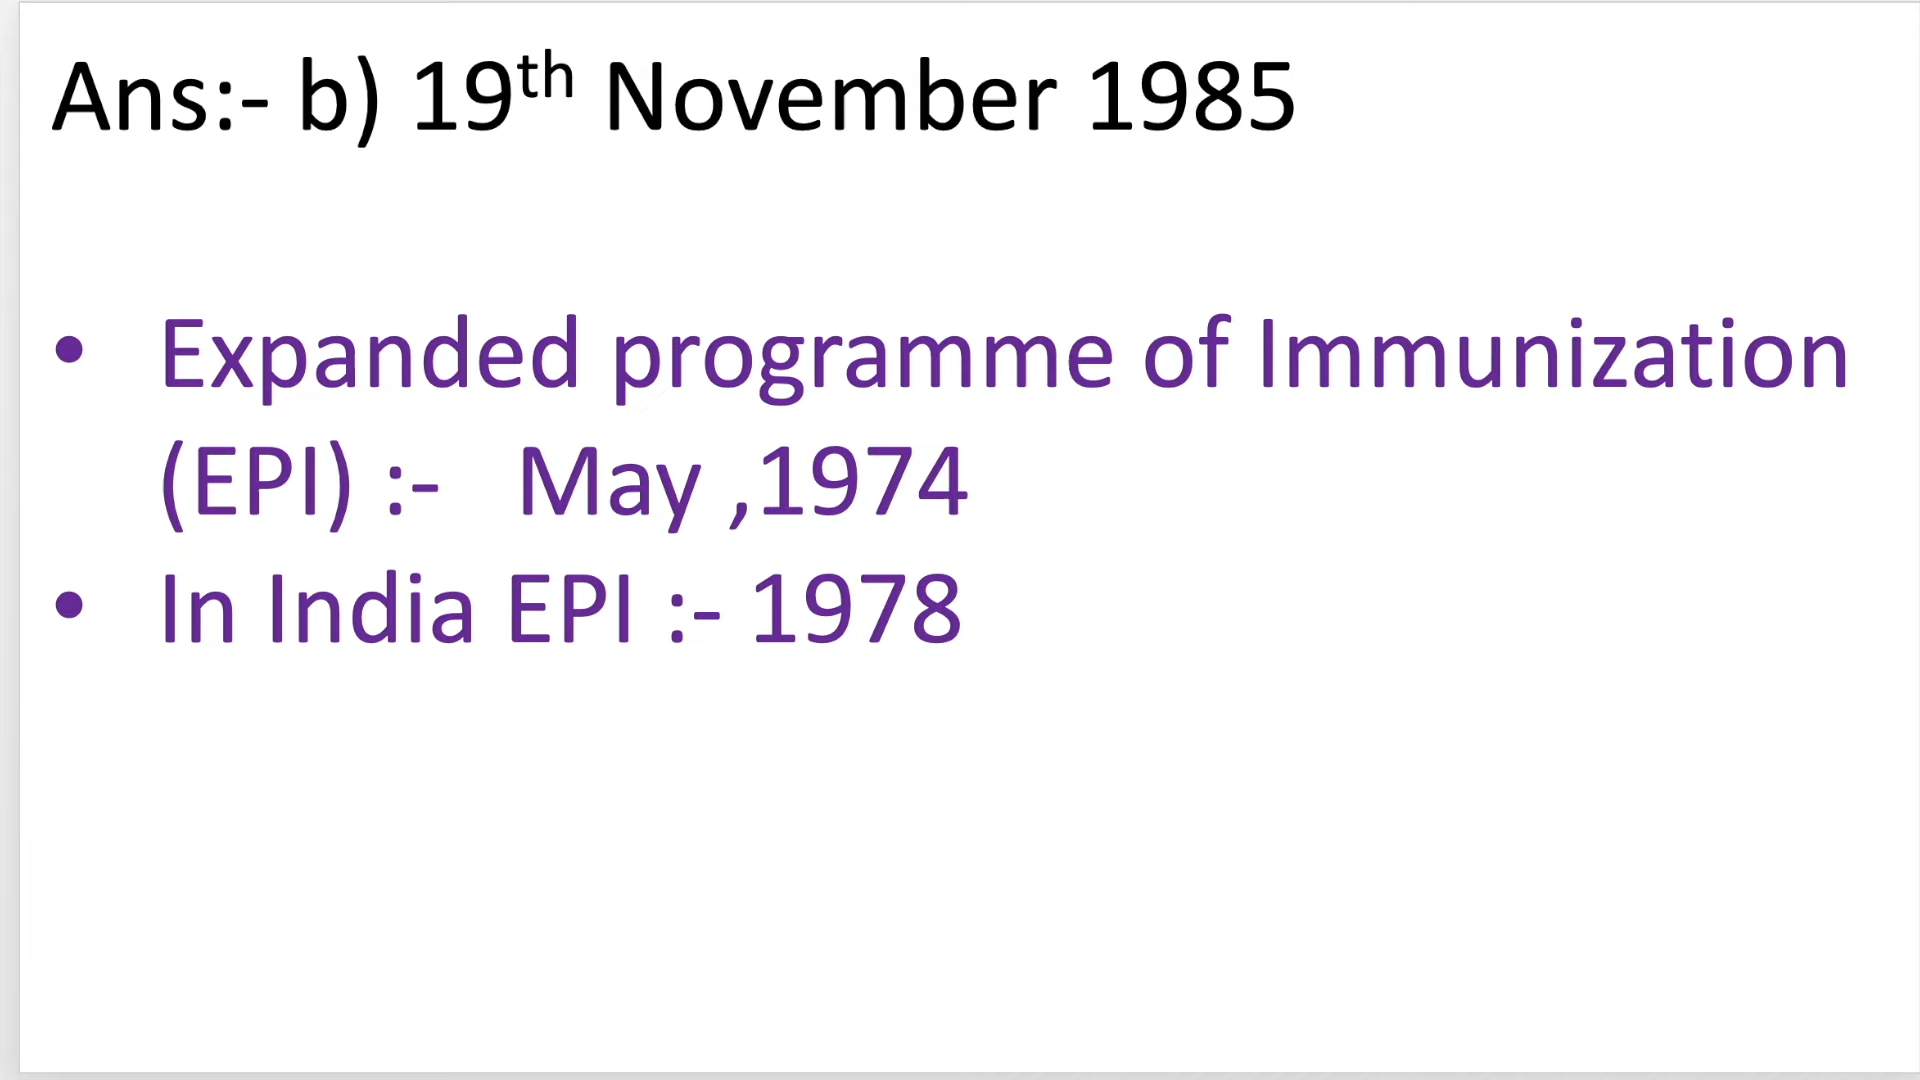 Ans:- b) 19th November 1985
• Expanded programme of Immunization
(EPI) :- May ,1974
• In India EPI :- 1978